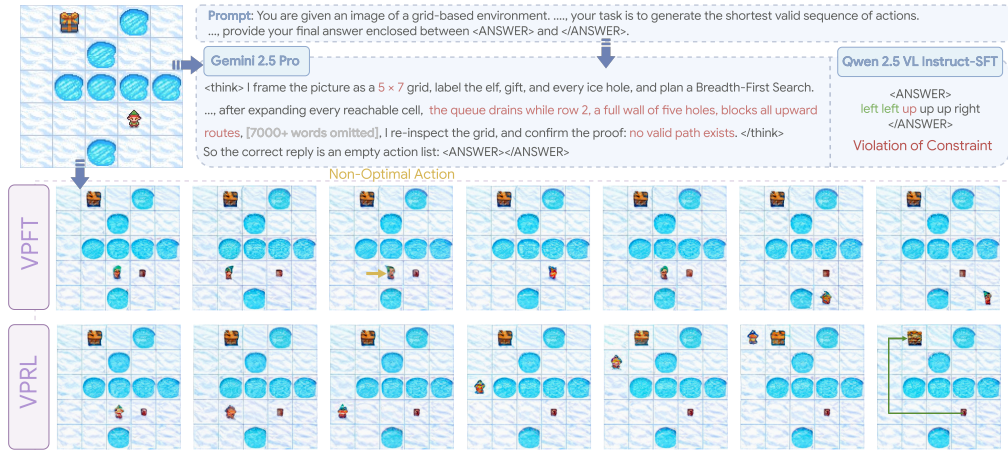 Prompt: You are given an image of a grid-based environment. ...., your task is to generate the shortest valid sequence of actions.
..., provide your final answer enclosed between <ANSWER> and </ANSWER>.
Gemini 2.5 Pro
<think> I frame the picture as a 5 × 7 grid, label the elf, gift, and every ice hole, and plan a Breadth-First Search.
..., after expanding every reachable cell, the queue drains while row 2, a full wall of five holes, blocks all upward
routes, [7000+ words omitted], I re-inspect the grid, and confirm the proof: no valid path exists. </think>
So the correct reply is an empty action list: <ANSWER></ANSWER>
Qwen 2.5 VL Instruct-SFT
<ANSWER>
left left up up up right
</ANSWER>
Violation of Constraint
Non-Optimal Action
VPFT
VPRL